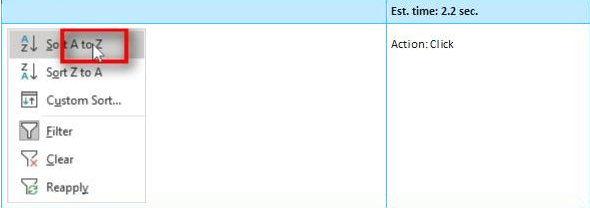 Est. time: 2.2 sec.
Sort A to Z
Action: Click
Sort Z to A
Custom Sort...
Filter
Clear
Reapply